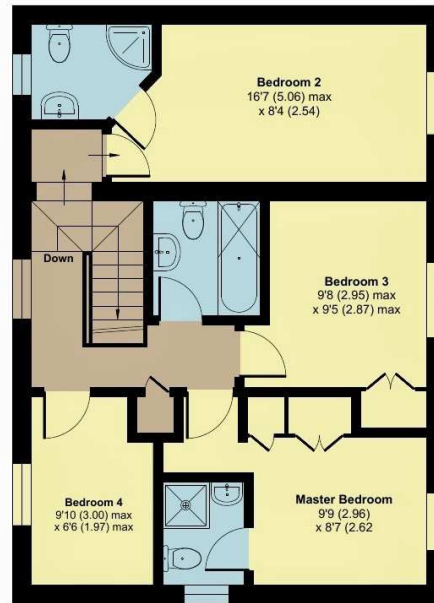 Bedroom 2
16'7 (5.06) max
x 8'4 (2.54)
Down
Bedroom 3
9'8 (2.95) max
x 9'5 (2.87) max
Bedroom 4
9'10 (3.00) max
x 6'6 (1.97) max
Master Bedroom
9'9 (2.96)
x 8'7 (2.62